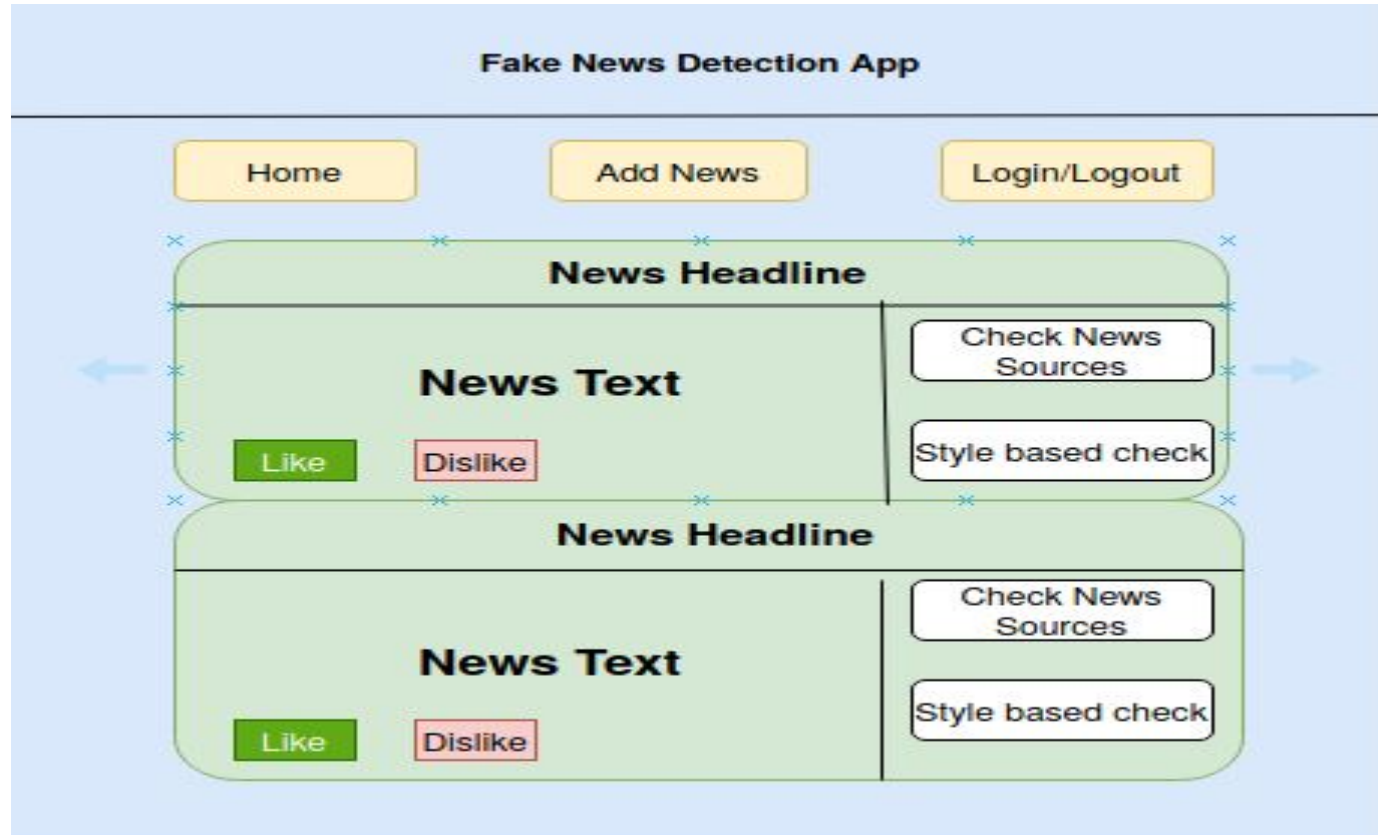 Fake News Detection App
Home
Add News
Login/Logout
News Headline
News Text
Check News
Sources
Style based check
Like
Dislike
News Headline
News Text
Check News
Sources
Style based check
Like
Dislike